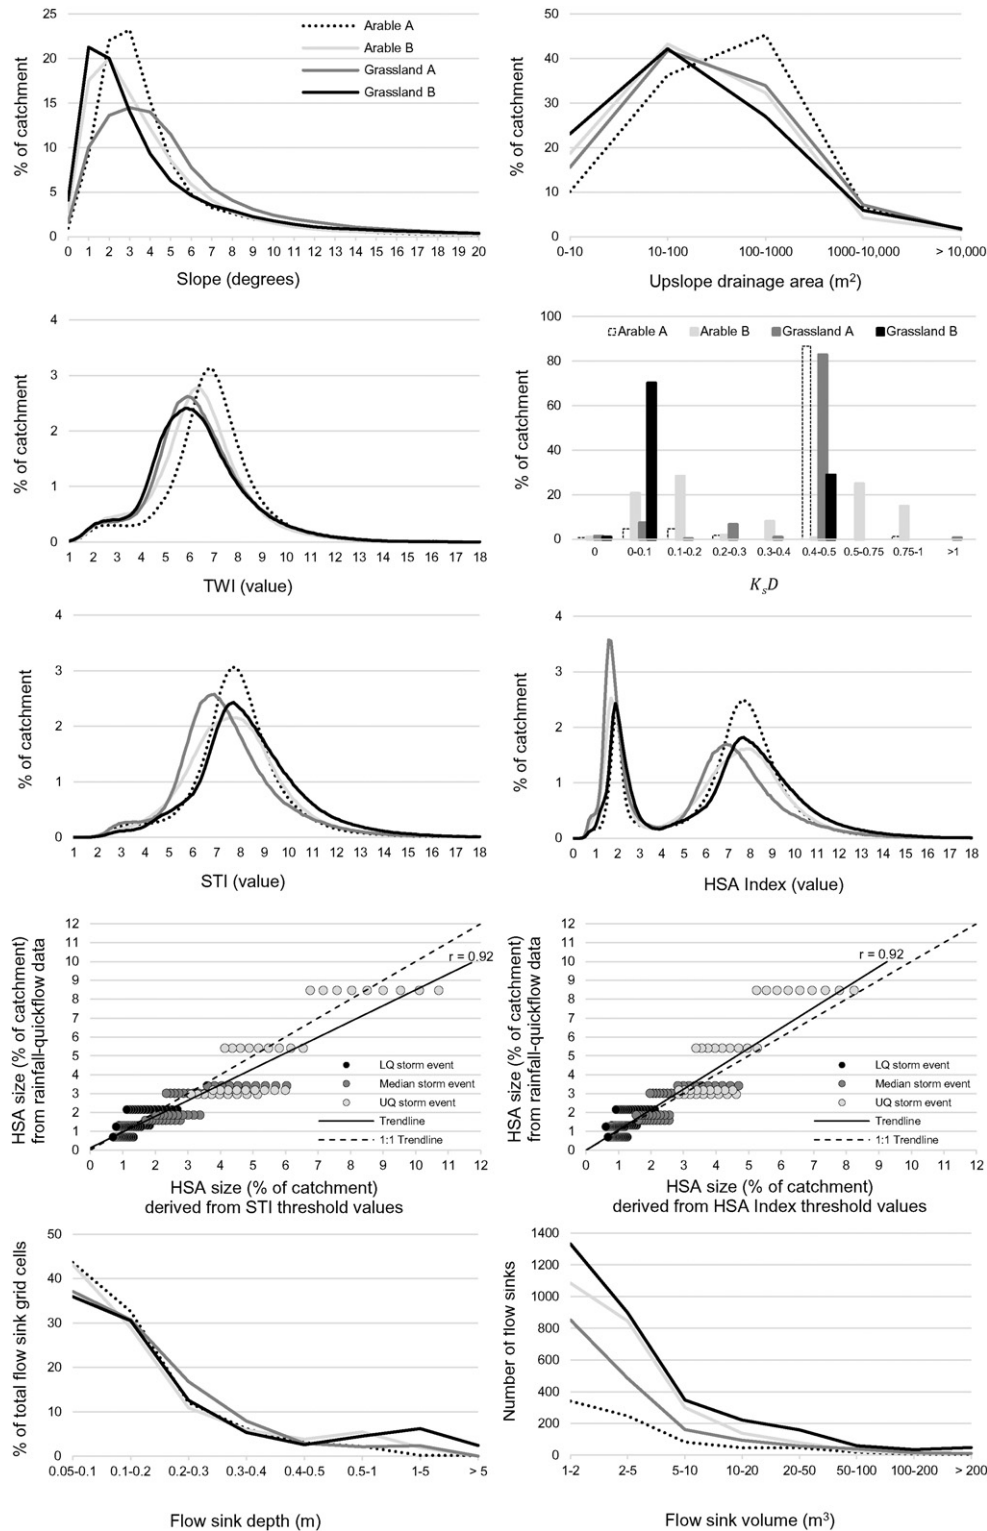 25
20
15
10
5
0
% of catchment
Arable A
Arable B
Grassland A
Grassland B
0 1 2 3 4 5 6 7 8 9 10 11 12 13 14 15 16 17 18 19 20
Slope (degrees)
50
40
30
20
10
0
% of catchment
0-10 10-100 100-1000 1000-10,000 > 10,000
Upslope drainage area (m²)
4
3
2
1
0
% of catchment
1 2 3 4 5 6 7 8 9 10 11 12 13 14 15 16 17 18
TWI (value)
100
80
60
40
20
0
% of catchment
Arable A Arable B Grassland A Grassland B
0 0-0.1 0.1-0.2 0.2-0.3 0.3-0.4 0.4-0.5 0.5-0.75 0.75-1 >1
KₛD
4
3
2
1
0
% of catchment
1 2 3 4 5 6 7 8 9 10 11 12 13 14 15 16 17 18
STI (value)
4
3
2
1
0
% of catchment
0 1 2 3 4 5 6 7 8 9 10 11 12 13 14 15 16 17 18
HSA Index (value)
12
11
10
9
8
7
6
5
4
3
2
1
0
HSA size (% of catchment)
from rainfall-quickflow data
r = 0.92
LQ storm event
Median storm event
UQ storm event
Trendline
1:1 Trendline
0 1 2 3 4 5 6 7 8 9 10 11 12
HSA size (% of catchment)
derived from STI threshold values
12
11
10
9
8
7
6
5
4
3
2
1
0
HSA size (% of catchment)
from rainfall-quickflow data
r = 0.92
LQ storm event
Median storm event
UQ storm event
Trendline
1:1 Trendline
0 1 2 3 4 5 6 7 8 9 10 11 12
HSA size (% of catchment)
derived from HSA Index threshold values
50
40
30
20
10
0
% of total flow sink grid cells
0.05-0.1 0.1-0.2 0.2-0.3 0.3-0.4 0.4-0.5 0.5-1 1-5 > 5
Flow sink depth (m)
1400
1200
1000
800
600
400
200
0
Number of flow sinks
1-2 2-5 5-10 10-20 20-50 50-100 100-200 > 200
Flow sink volume (m³)